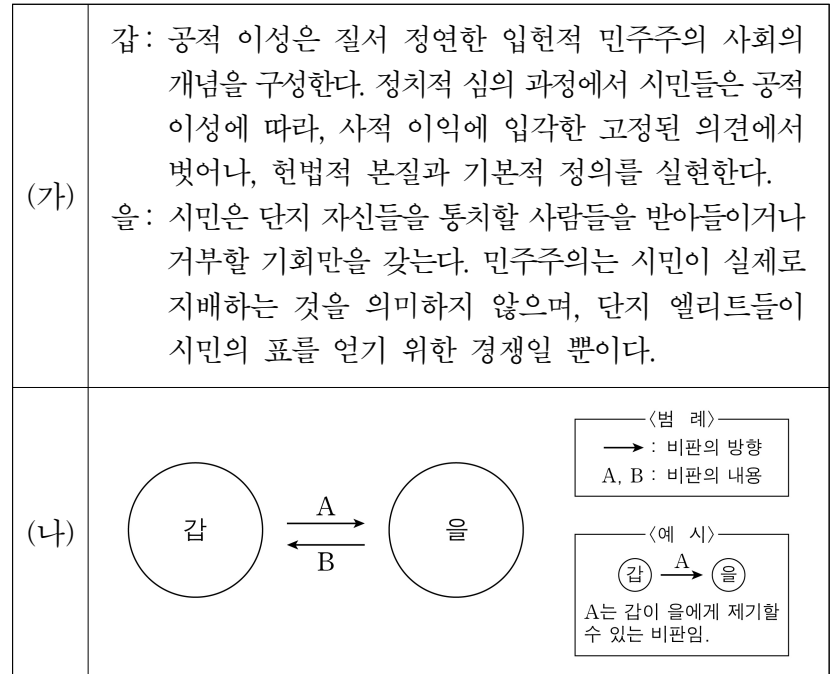 (가)
갑: 공적 이성은 질서 정연한 입헌적 민주주의 사회의
개념을 구성한다. 정치적 심의 과정에서 시민들은 공적
이성에 따라, 사적 이익에 입각한 고정된 의견에서
벗어나, 헌법적 본질과 기본적 정의를 실현한다.
을: 시민은 단지 자신들을 통치할 사람들을 받아들이거나
거부할 기회만을 갖는다. 민주주의는 시민이 실제로
지배하는 것을 의미하지 않으며, 단지 엘리트들이
시민의 표를 얻기 위한 경쟁일 뿐이다.
(나)
갑
A
B
을
〈범 례〉
→ : 비판의 방향
A, B : 비판의 내용
〈예 시〉
갑 A→ 을
A는 갑이 을에게 제기할
수 있는 비판임.